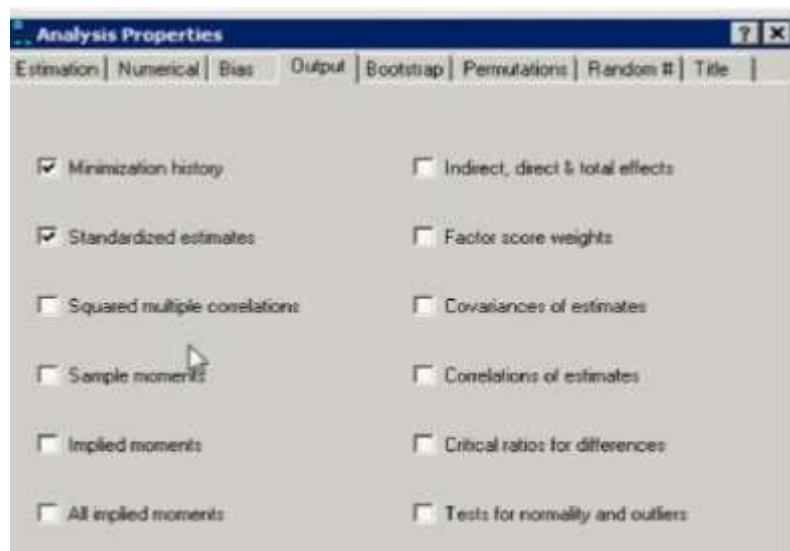 Analysis Properties
Estimation Numerical Bias Output Bootstrap Permutations Random # Title
Minimization history
Indirect, direct & total effects
Standardized estimates
Factor score weights
Squared multiple correlations
Covariances of estimates
Sample moments
Correlations of estimates
Implied moments
Critical ratios for differences
All implied moments
Tests for normality and outliers